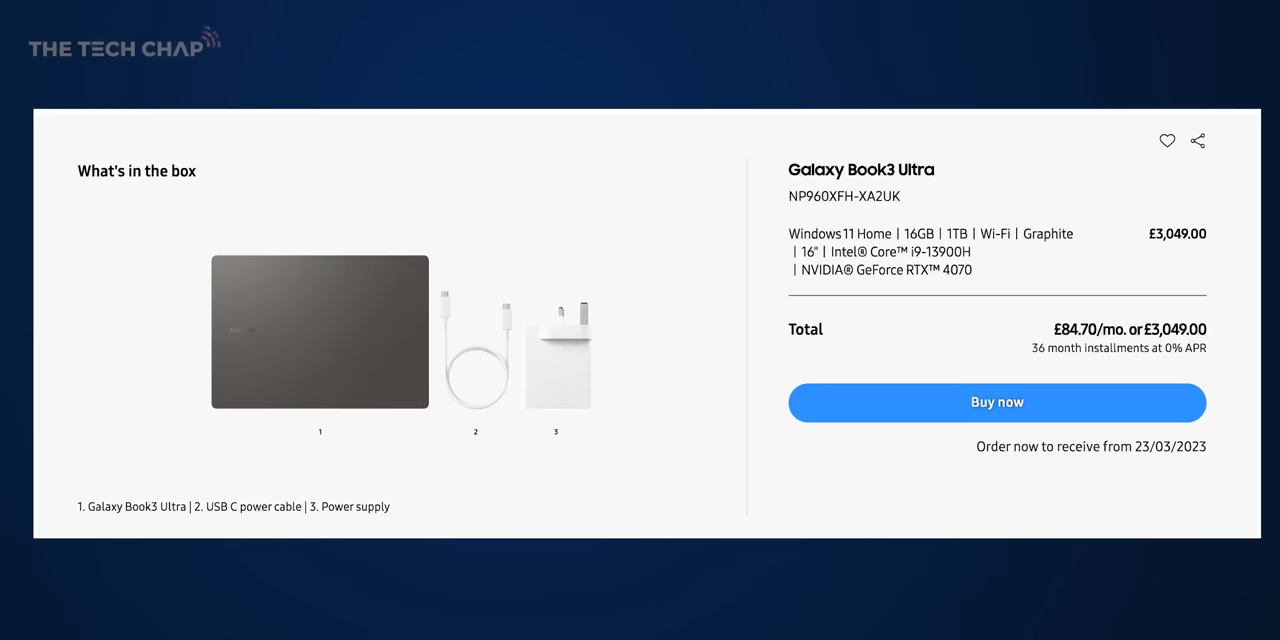 THE TECH CHAP
What's in the box
1
2
3
1. Galaxy Book3 Ultra | 2. USB C power cable | 3. Power supply
Galaxy Book3 Ultra
NP960XFH-XA2UK
Windows 11 Home | 16GB | 1TB | Wi-Fi | Graphite
| 16" | Intel® Core™ i9-13900H
| NVIDIA® GeForce RTX™ 4070
£3,049.00
Total
£84.70/mo. or £3,049.00
36 month installments at 0% APR
Buy now
Order now to receive from 23/03/2023